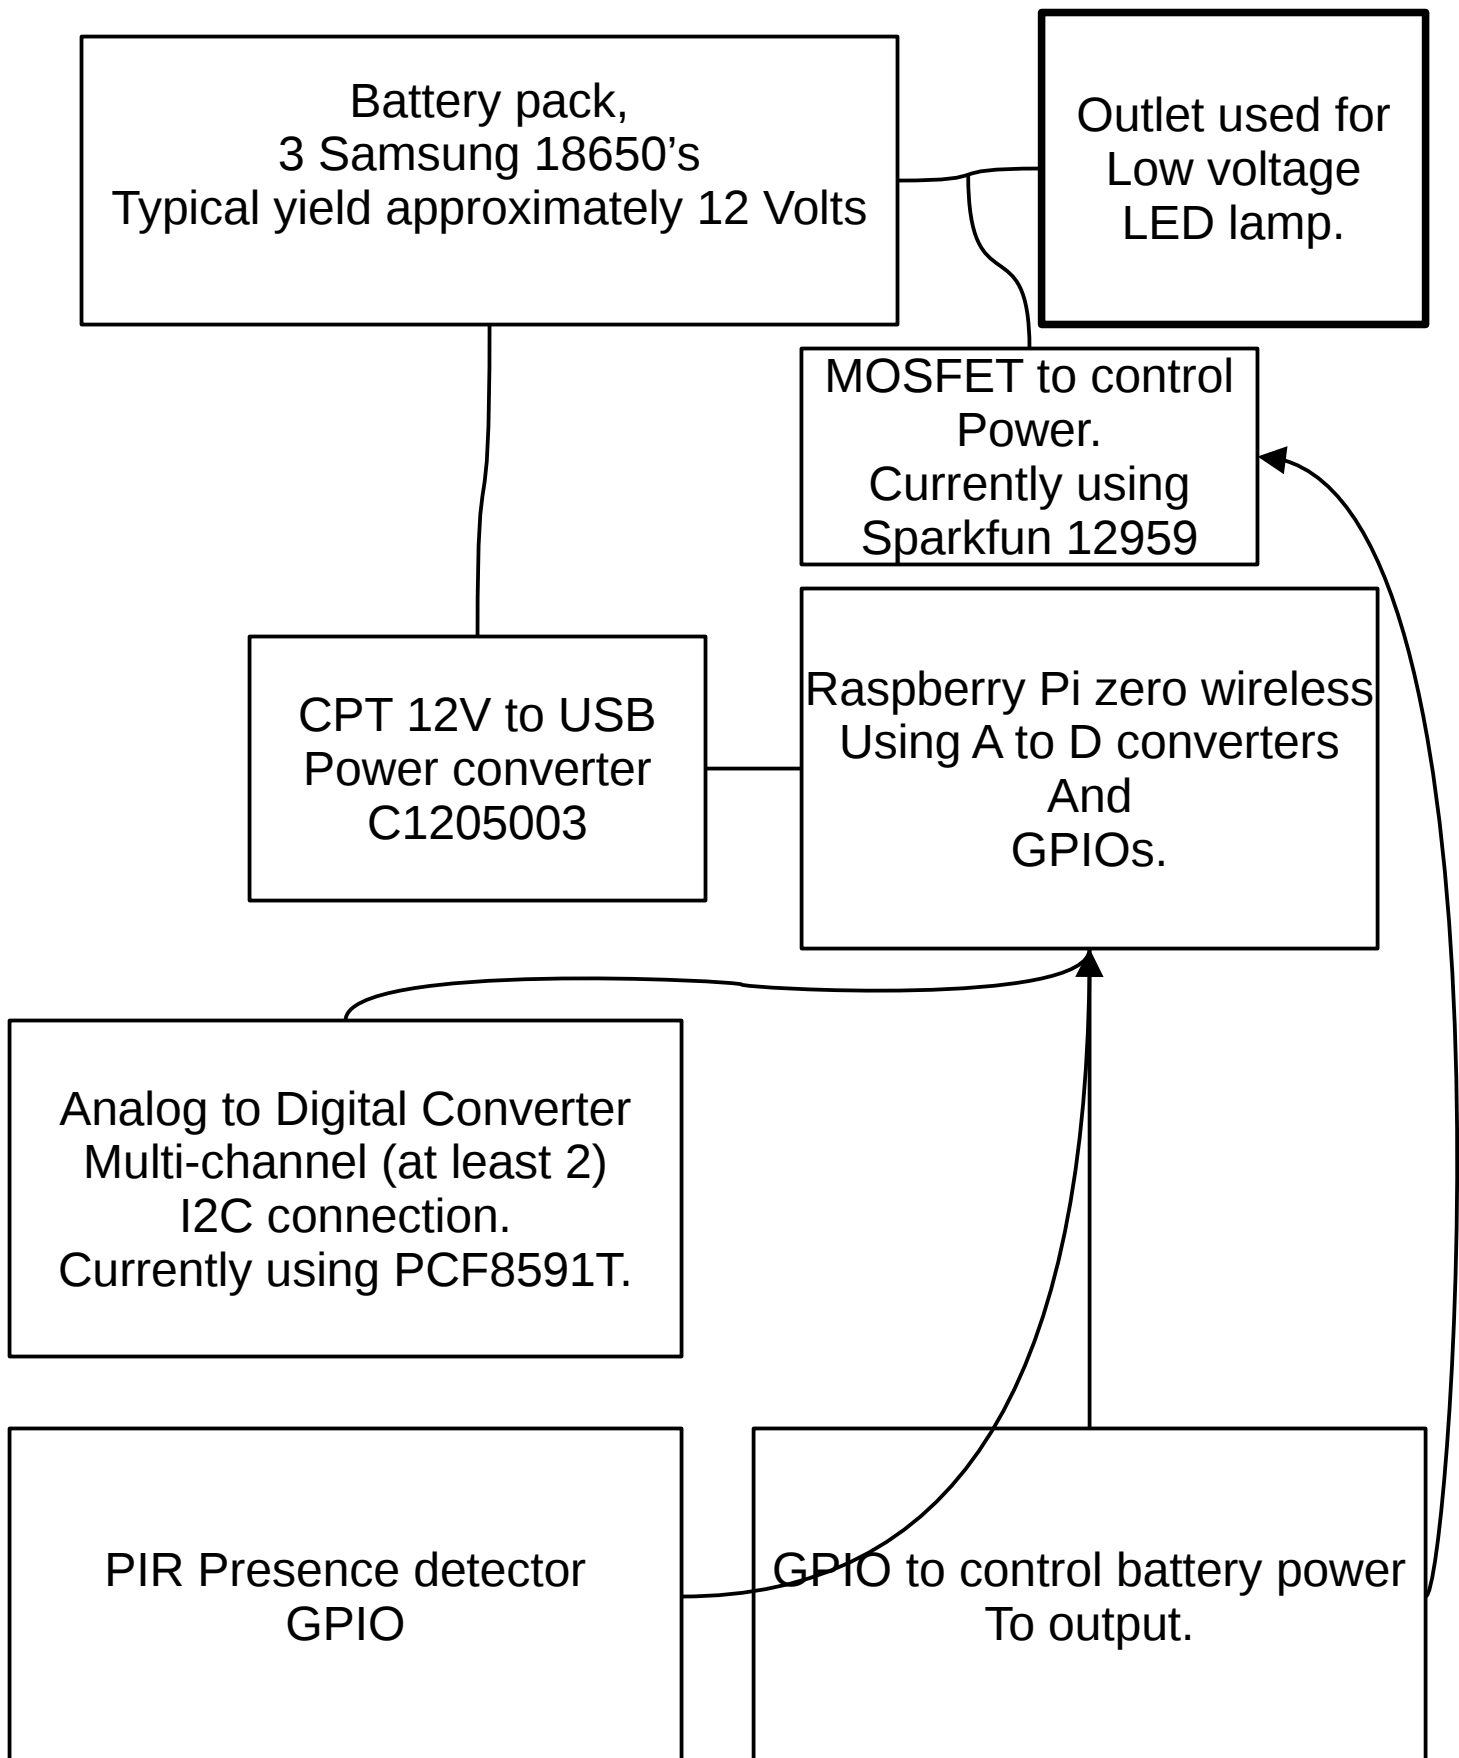 Battery pack,
3 Samsung 18650’s
Typical yield approximately 12 Volts
Outlet used for
Low voltage
LED lamp.
MOSFET to control
Power.
Currently using
Sparkfun 12959
CPT 12V to USB
Power converter
C1205003
Raspberry Pi zero wireless
Using A to D converters
And
GPIOs.
Analog to Digital Converter
Multi-channel (at least 2)
I2C connection.
Currently using PCF8591T.
PIR Presence detector
GPIO
GPIO to control battery power
To output.